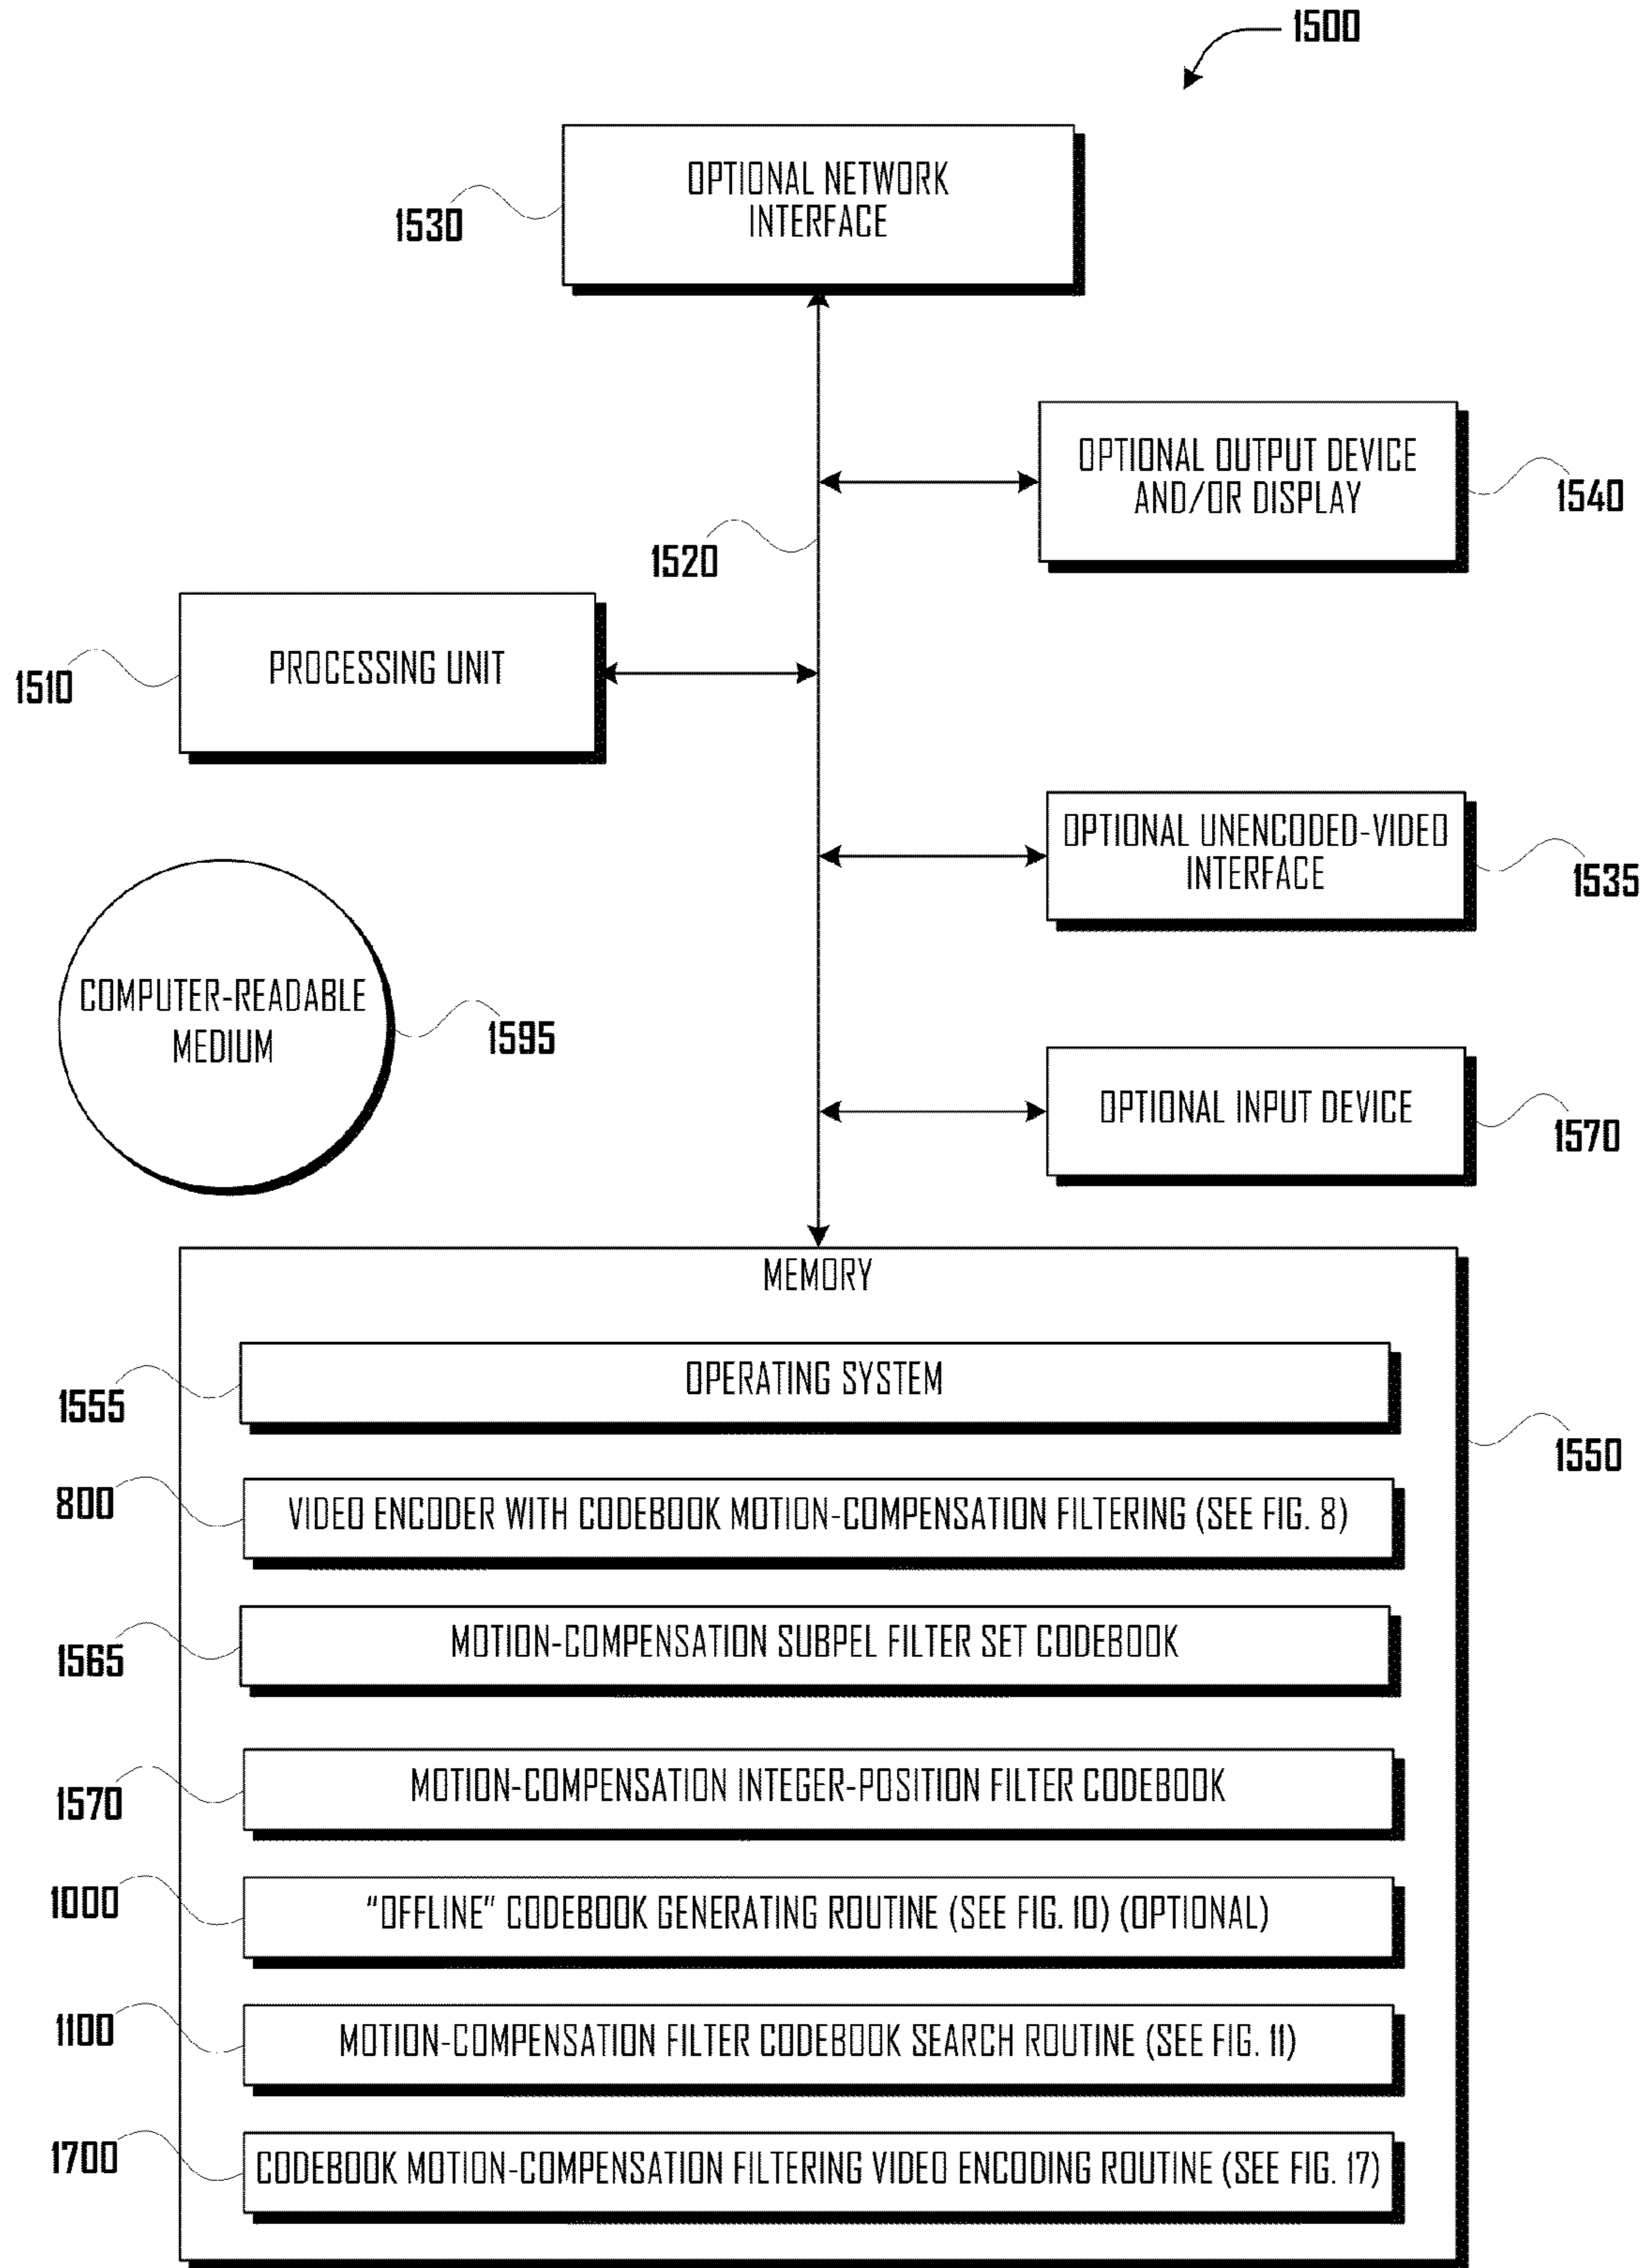 1500
OPTIONAL NETWORK
INTERFACE
1530
OPTIONAL OUTPUT DEVICE
AND/OR DISPLAY
1540
1520
PROCESSING UNIT
1510
OPTIONAL UNENCODED-VIDEO
INTERFACE
1535
COMPUTER-READABLE
MEDIUM
1595
OPTIONAL INPUT DEVICE
1570
MEMORY
OPERATING SYSTEM
1555
1550
800
VIDEO ENCODER WITH CODEBOOK MOTION-COMPENSATION FILTERING (SEE FIG. 8)
MOTION-COMPENSATION SUBPEL FILTER SET CODEBOOK
1565
MOTION-COMPENSATION INTEGER-POSITION FILTER CODEBOOK
1570
1000
“OFFLINE” CODEBOOK GENERATING ROUTINE (SEE FIG. 10) (OPTIONAL)
1100
MOTION-COMPENSATION FILTER CODEBOOK SEARCH ROUTINE (SEE FIG. 11)
1700
CODEBOOK MOTION-COMPENSATION FILTERING VIDEO ENCODING ROUTINE (SEE FIG. 17)